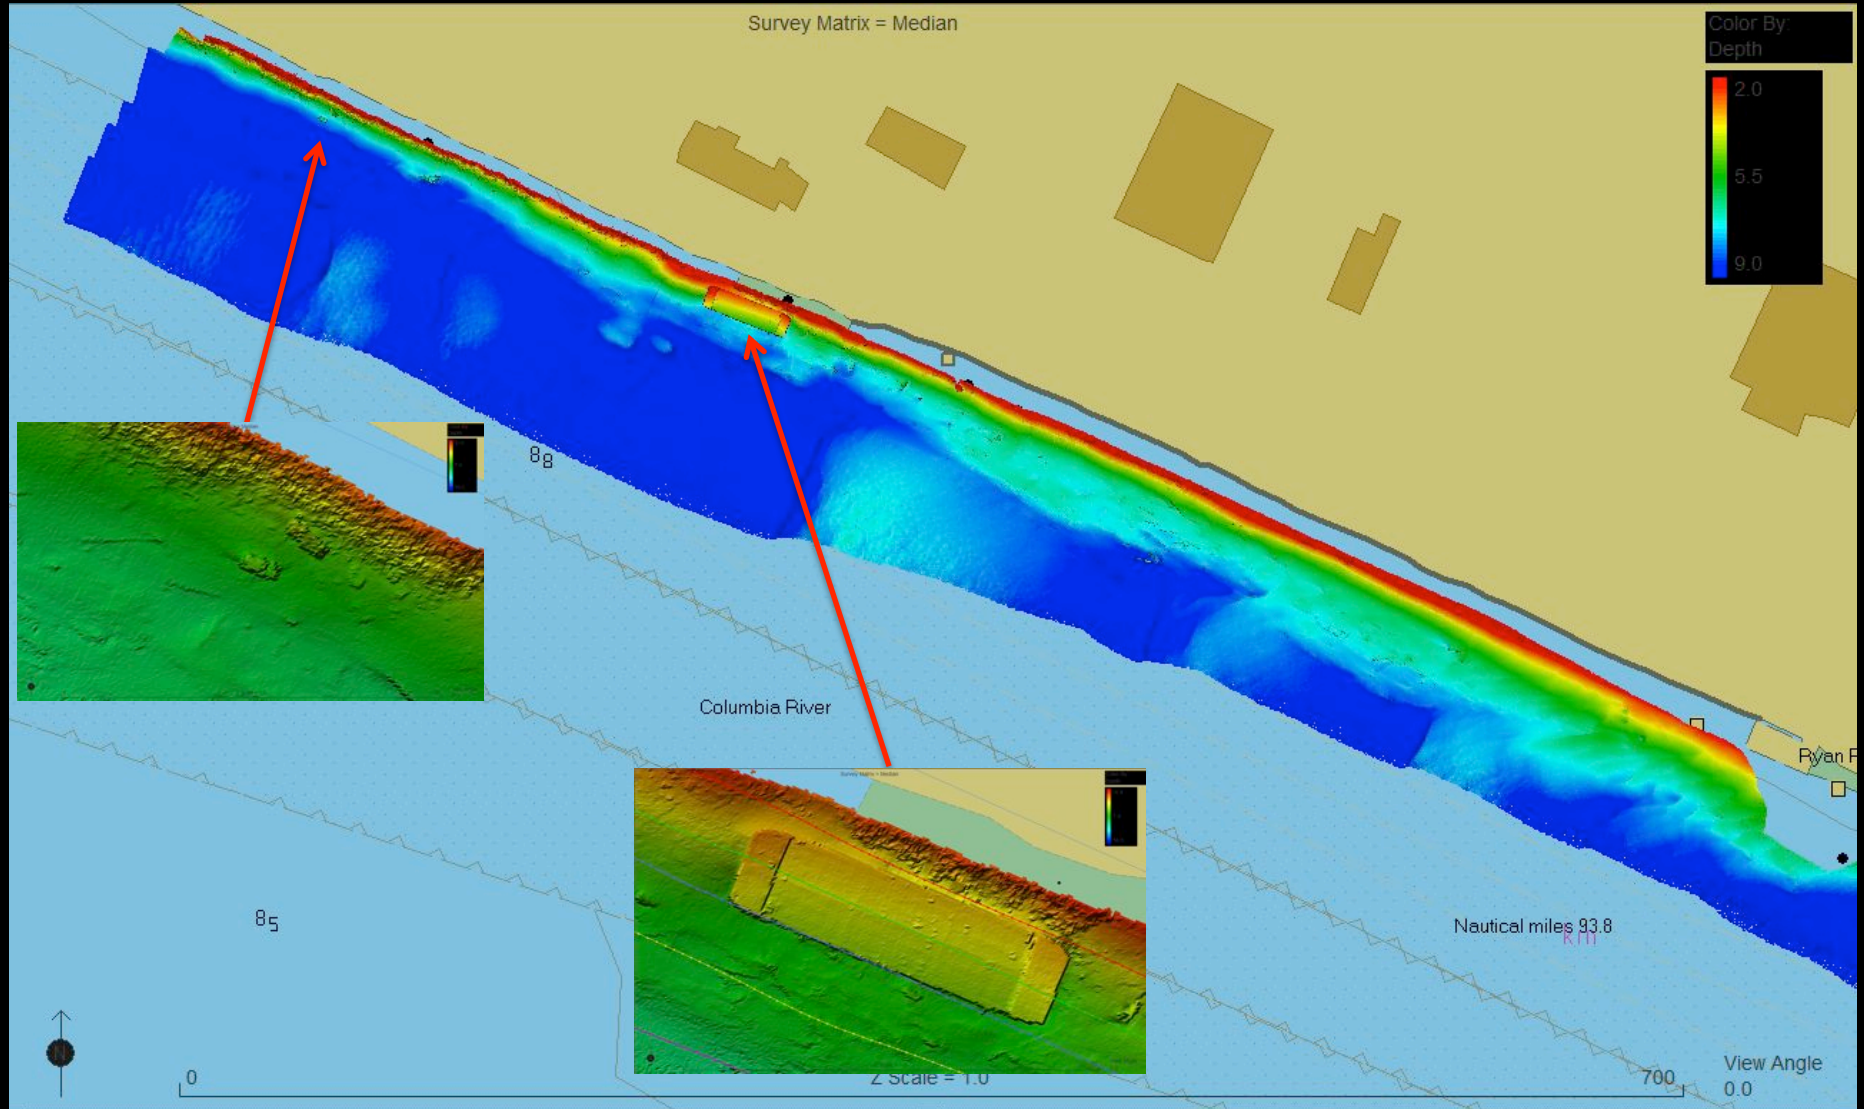 Survey Matrix = Median
Color By:
Depth
2.0
5.5
9.0
88
Columbia River
Ryan
85
Nautical miles 93.8
km
N
0
Z Scale = 1.0
700
View Angle
0.0